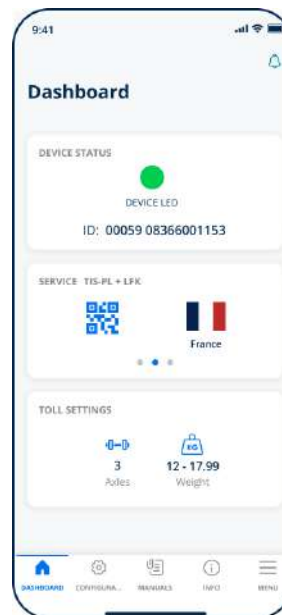 9:41
Dashboard
DEVICE STATUS
DEVICE LED
ID: 00059 08366001153
SERVICE TIS-PL + LFK
France
TOLL SETTINGS
KG
3 12 - 17.99
Axles Weight
DASHBOARD CONFIGURA... MANUALS INFO MENU